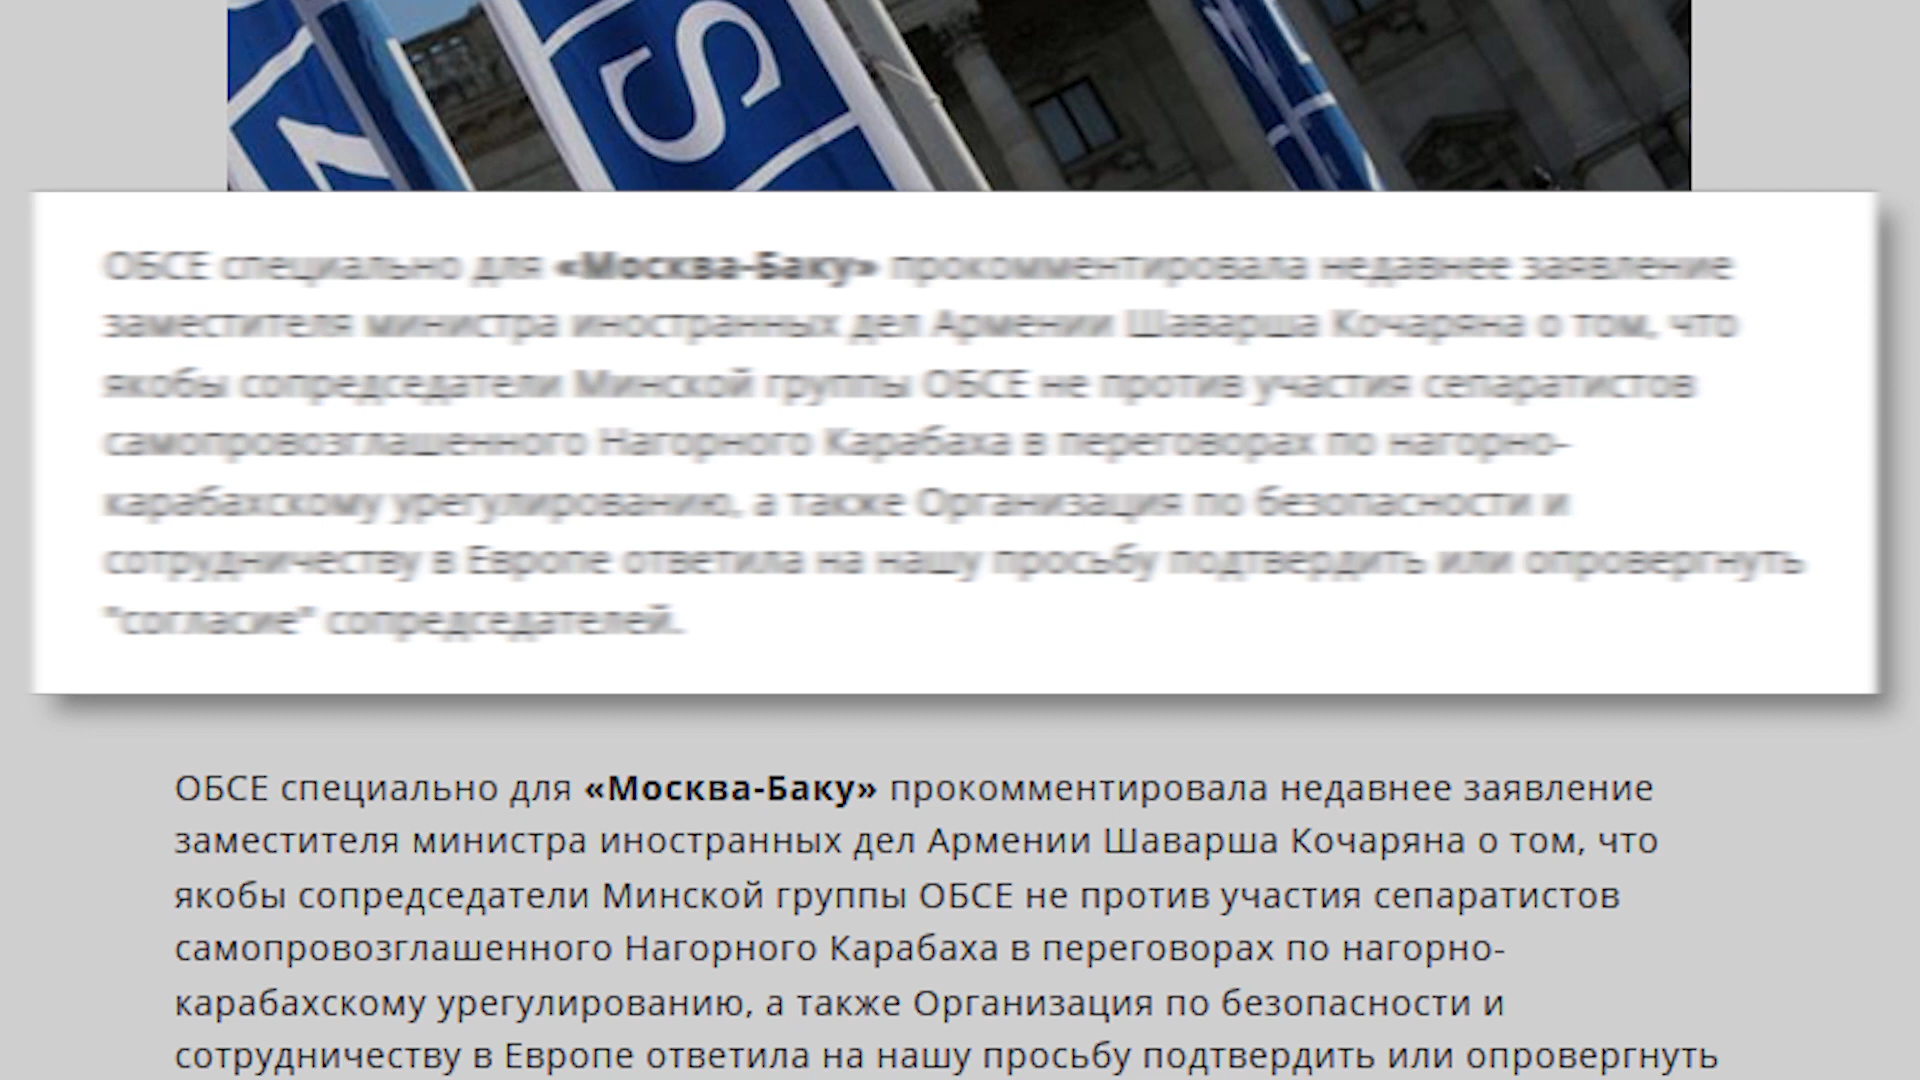 S
ОБСЕ специально для «Москва-Баку» прокомментировала недавнее заявление
заместителя министра иностранных дел Армении Шаварша Кочаряна о том, что
якобы сопредседатели Минской группы ОБСЕ не против участия сепаратистов
самопровозглашенного Нагорного Карабаха в переговорах по нагорно-
карабахскому урегулированию, а также Организация по безопасности и
сотрудничеству в Европе ответила на нашу просьбу подтвердить или опровергнуть
"согласие" сопредседателей.
ОБСЕ специально для «Москва-Баку» прокомментировала недавнее заявление
заместителя министра иностранных дел Армении Шаварша Кочаряна о том, что
якобы сопредседатели Минской группы ОБСЕ не против участия сепаратистов
самопровозглашенного Нагорного Карабаха в переговорах по нагорно-
карабахскому урегулированию, а также Организация по безопасности и
сотрудничеству в Европе ответила на нашу просьбу подтвердить или опровергнуть